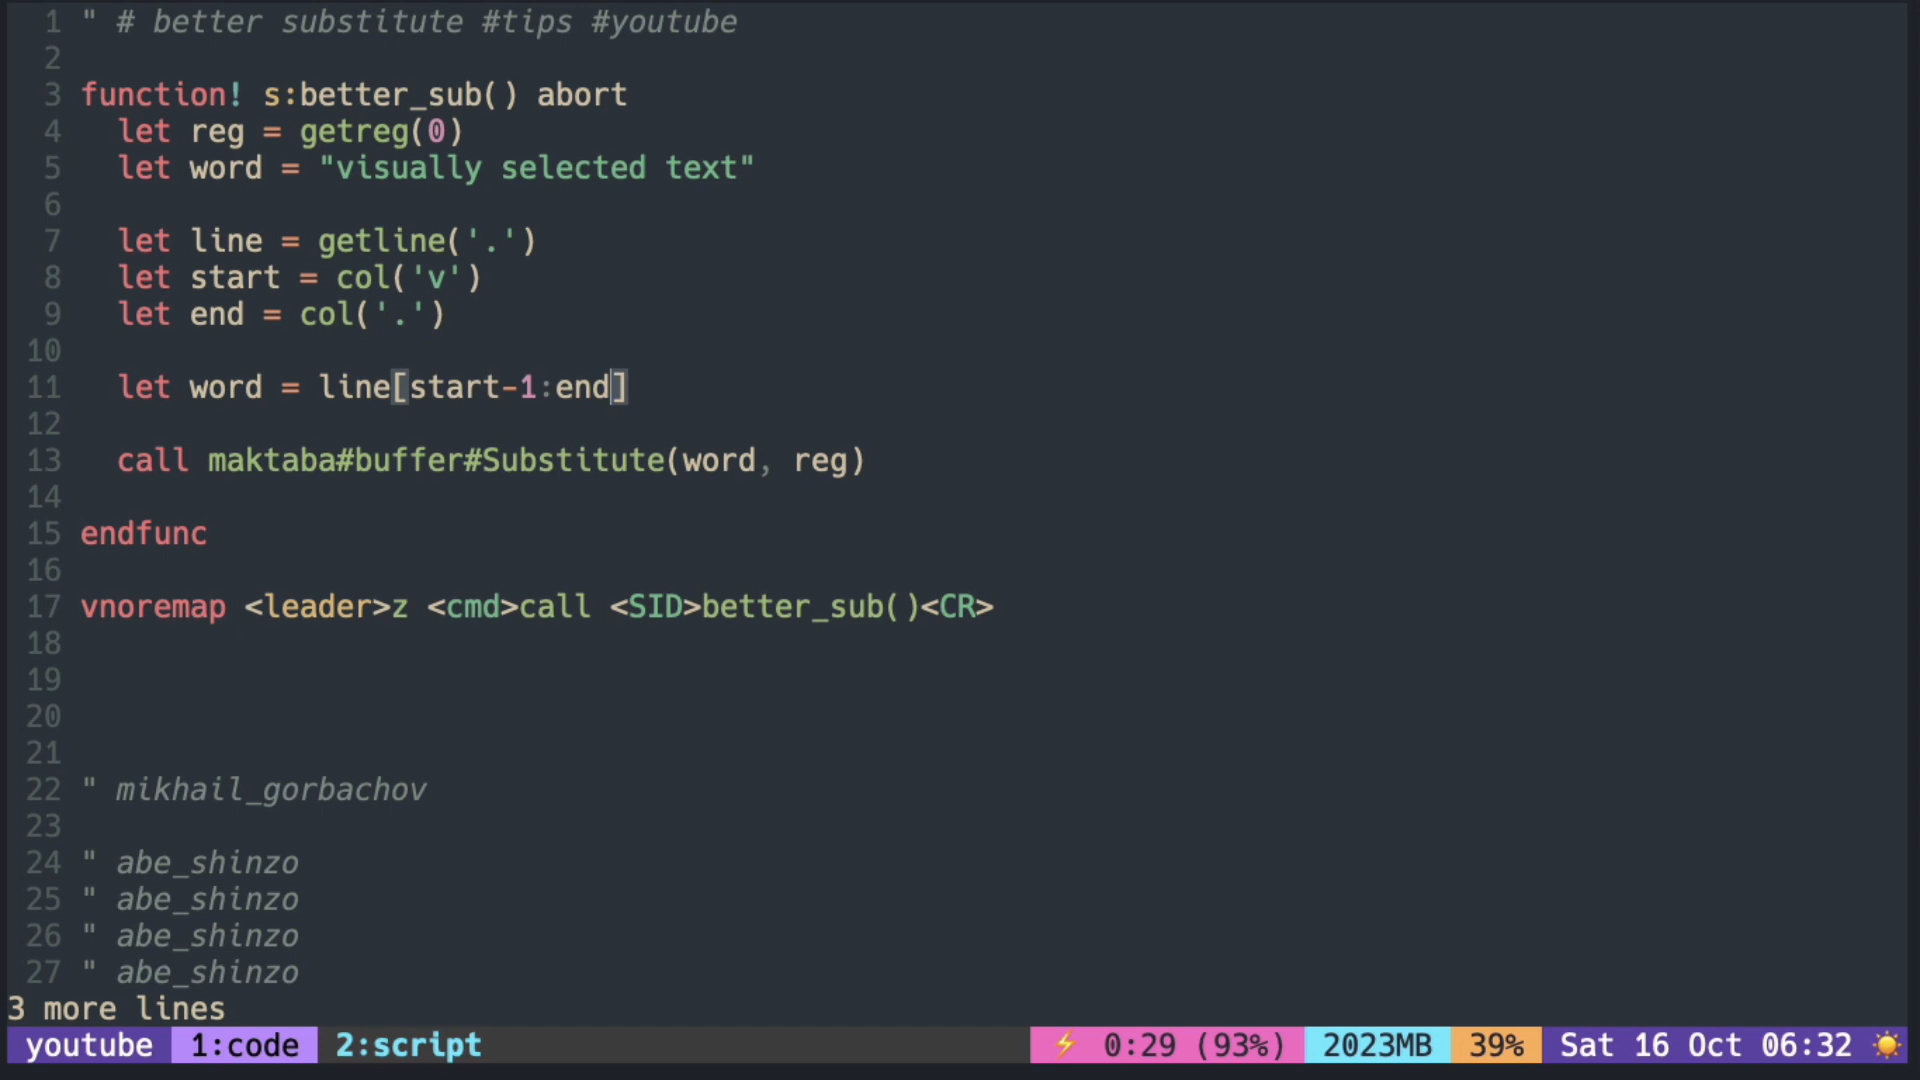 1 " # better substitute #tips #youtube
2
3 function! s:better_sub() abort
4   let reg = getreg(0)
5   let word = "visually selected text"
6
7   let line = getline('.')
8   let start = col('v')
9   let end = col('.')
10
11   let word = line[start-1:end]
12
13   call maktaba#buffer#Substitute(word, reg)
14
15 endfunc
16
17 vnoremap <leader>z <cmd>call <SID>better_sub()<CR>
18
19
20
21
22 " mikhail_gorbachov
23
24 " abe_shinzo
25 " abe_shinzo
26 " abe_shinzo
27 " abe_shinzo
3 more lines
youtube 1:code 2:script ⚡ 0:29 (93%) 2023MB 39% Sat 16 Oct 06:32 ☀